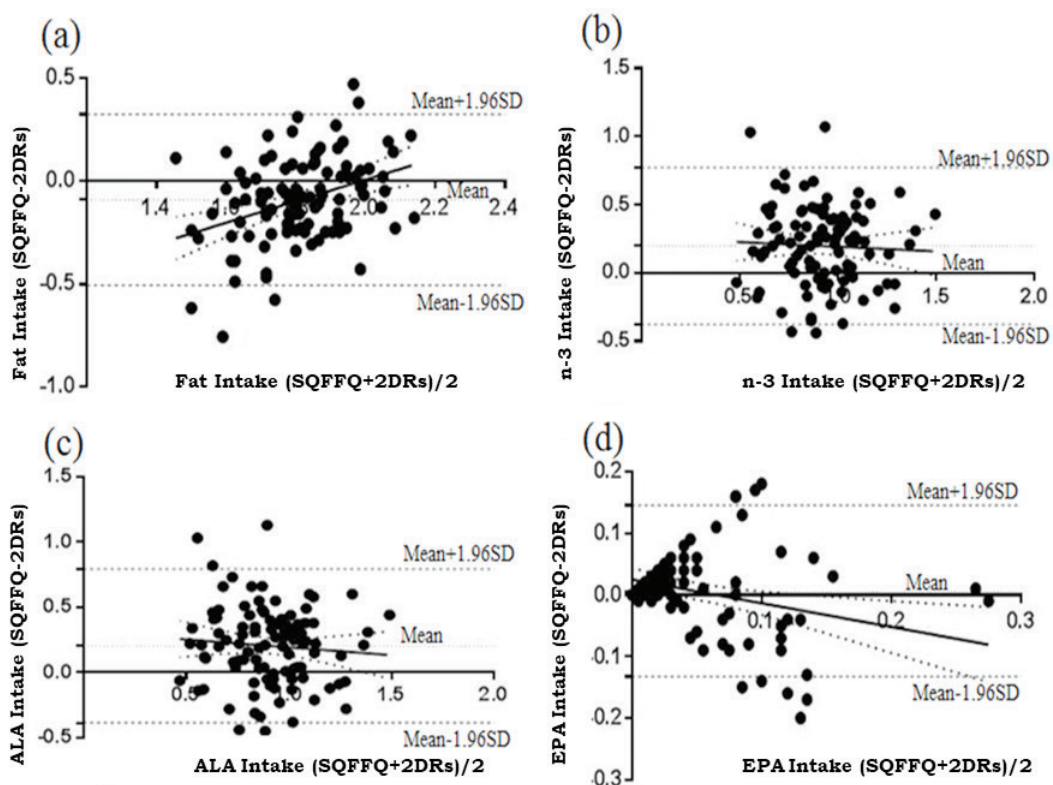 (a)
Fat Intake (SQFFQ-2DRs)
0.5
0.0
-0.5
-1.0
Mean+1.96SD
Mean
1.4
2.0
2.2
2.4
Mean-1.96SD
Fat Intake (SQFFQ+2DRs)/2
(b)
n-3 Intake (SQFFQ-2DRs)
1.5
1.0
0.5
0.0
-0.5
Mean+1.96SD
Mean
0.5
1.0
1.5
2.0
Mean-1.96SD
n-3 Intake (SQFFQ+2DRs)/2
(c)
ALA Intake (SQFFQ-2DRs)
1.5
1.0
0.5
0.0
-0.5
Mean+1.96SD
Mean
0.5
1.0
1.5
2.0
Mean-1.96SD
ALA Intake (SQFFQ+2DRs)/2
(d)
EPA Intake (SQFFQ-2DRs)
0.2
0.1
0.0
-0.1
-0.2
-0.3
Mean+1.96SD
Mean
0.1
0.2
0.3
Mean-1.96SD
EPA Intake (SQFFQ+2DRs)/2